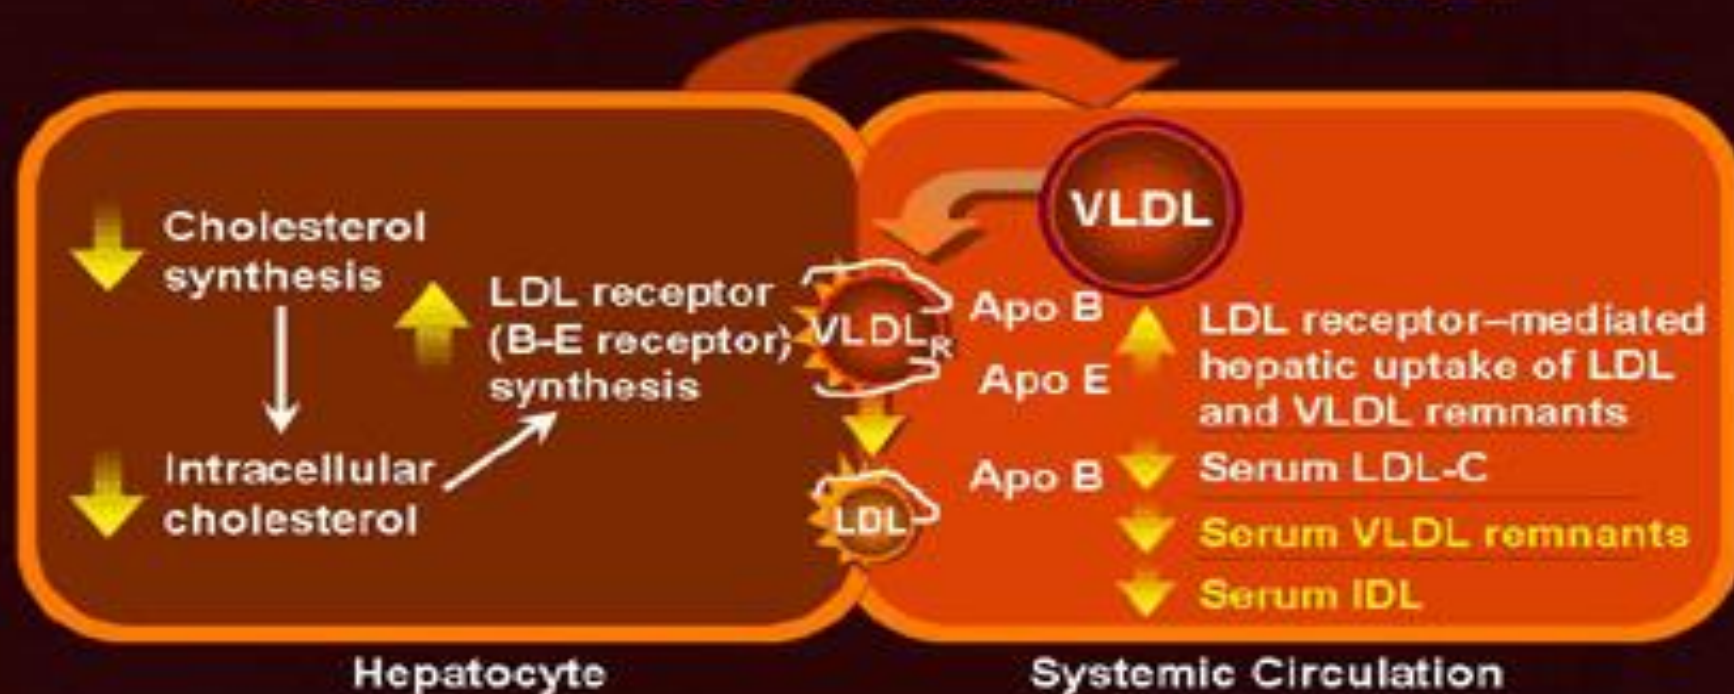 Cholesterol
synthesis
LDL receptor
(B-E receptor)
synthesis
Intracellular
cholesterol
VLDL
VLDLR
Apo B
Apo E
LDL
Apo B
LDL receptor–mediated
hepatic uptake of LDL
and VLDL remnants
Serum LDL-C
Serum VLDL remnants
Serum IDL
Hepatocyte
Systemic Circulation